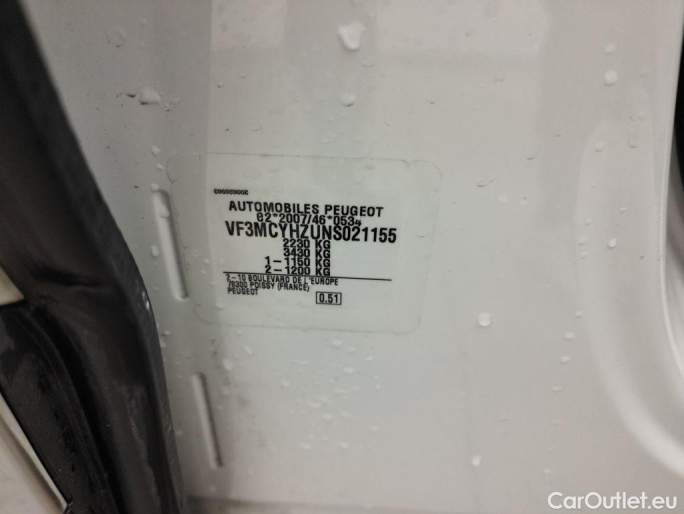 AUTOMOBILES PEUGEOT
02*2007/46*0534
VF3MCYHZUNS021155
2230 KG
3430 KG
1-1150 KG
2-1200 KG
2-10 BOULEVARD DE L'EUROPE
78300 POISSY (FRANCE)
PEUGEOT
0.51
CarOutlet.eu